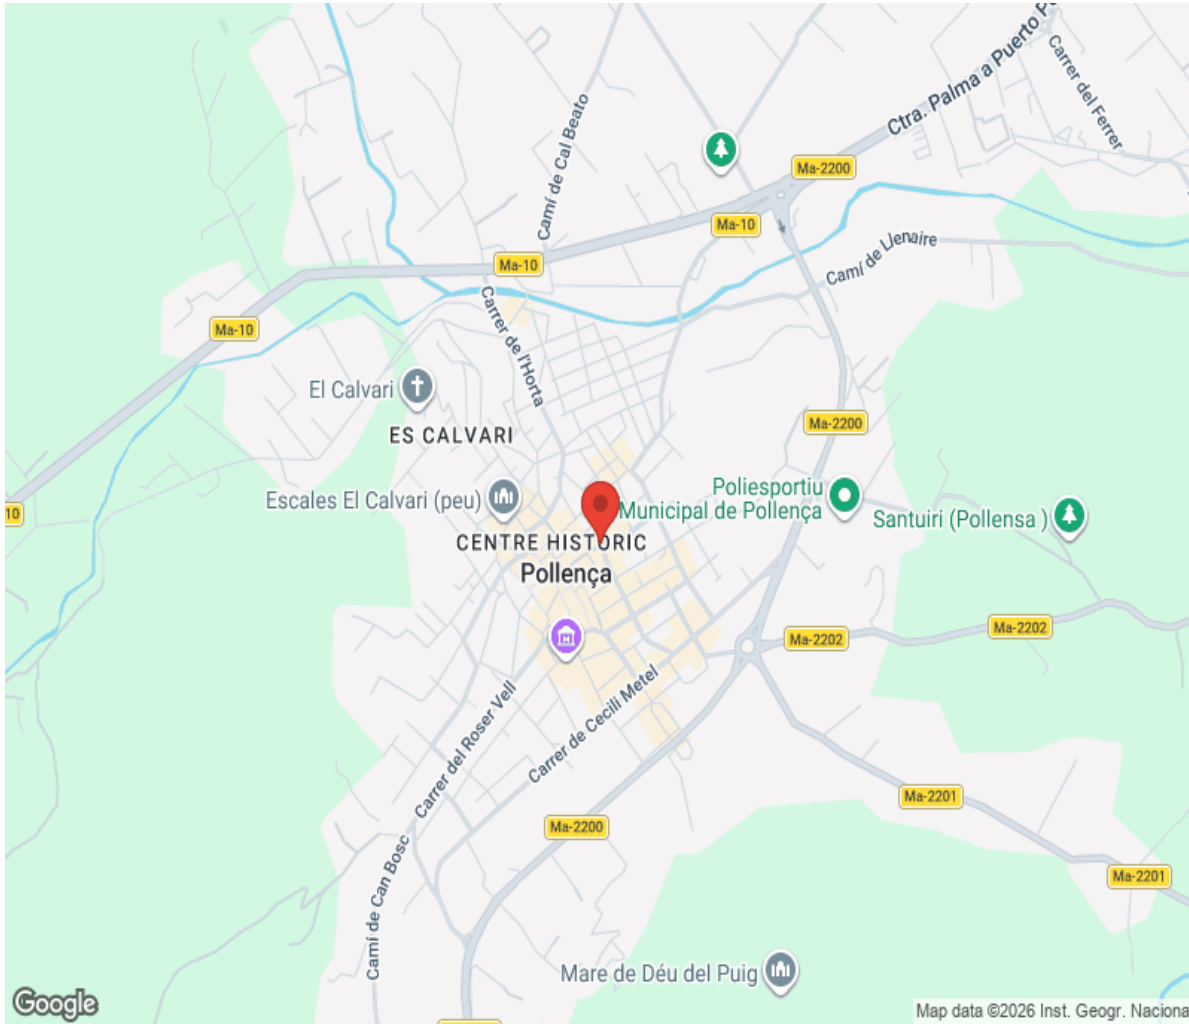 Ctra. Palma a Puerto P
Carrer del Ferrer
Camí de Cal Beato
Ma-2200
Ma-10
Camí de Llenaire
Ma-10
Ma-10
Carrer de l'Horta
El Calvari
ES CALVARI
Ma-2200
Escales El Calvari (peu)
Poliesportiu
Municipal de Pollença
Santuiri (Pollensa )
10
CENTRE HISTÒRIC
Pollença
Ma-2202
Ma-2202
Carrer de Cecili Metel
Carrer del Roser Vell
Ma-2201
Ma-2200
Camí de Can Bosc
Ma-2201
Mare de Déu del Puig
Google
Map data ©2026 Inst. Geogr. Naciona